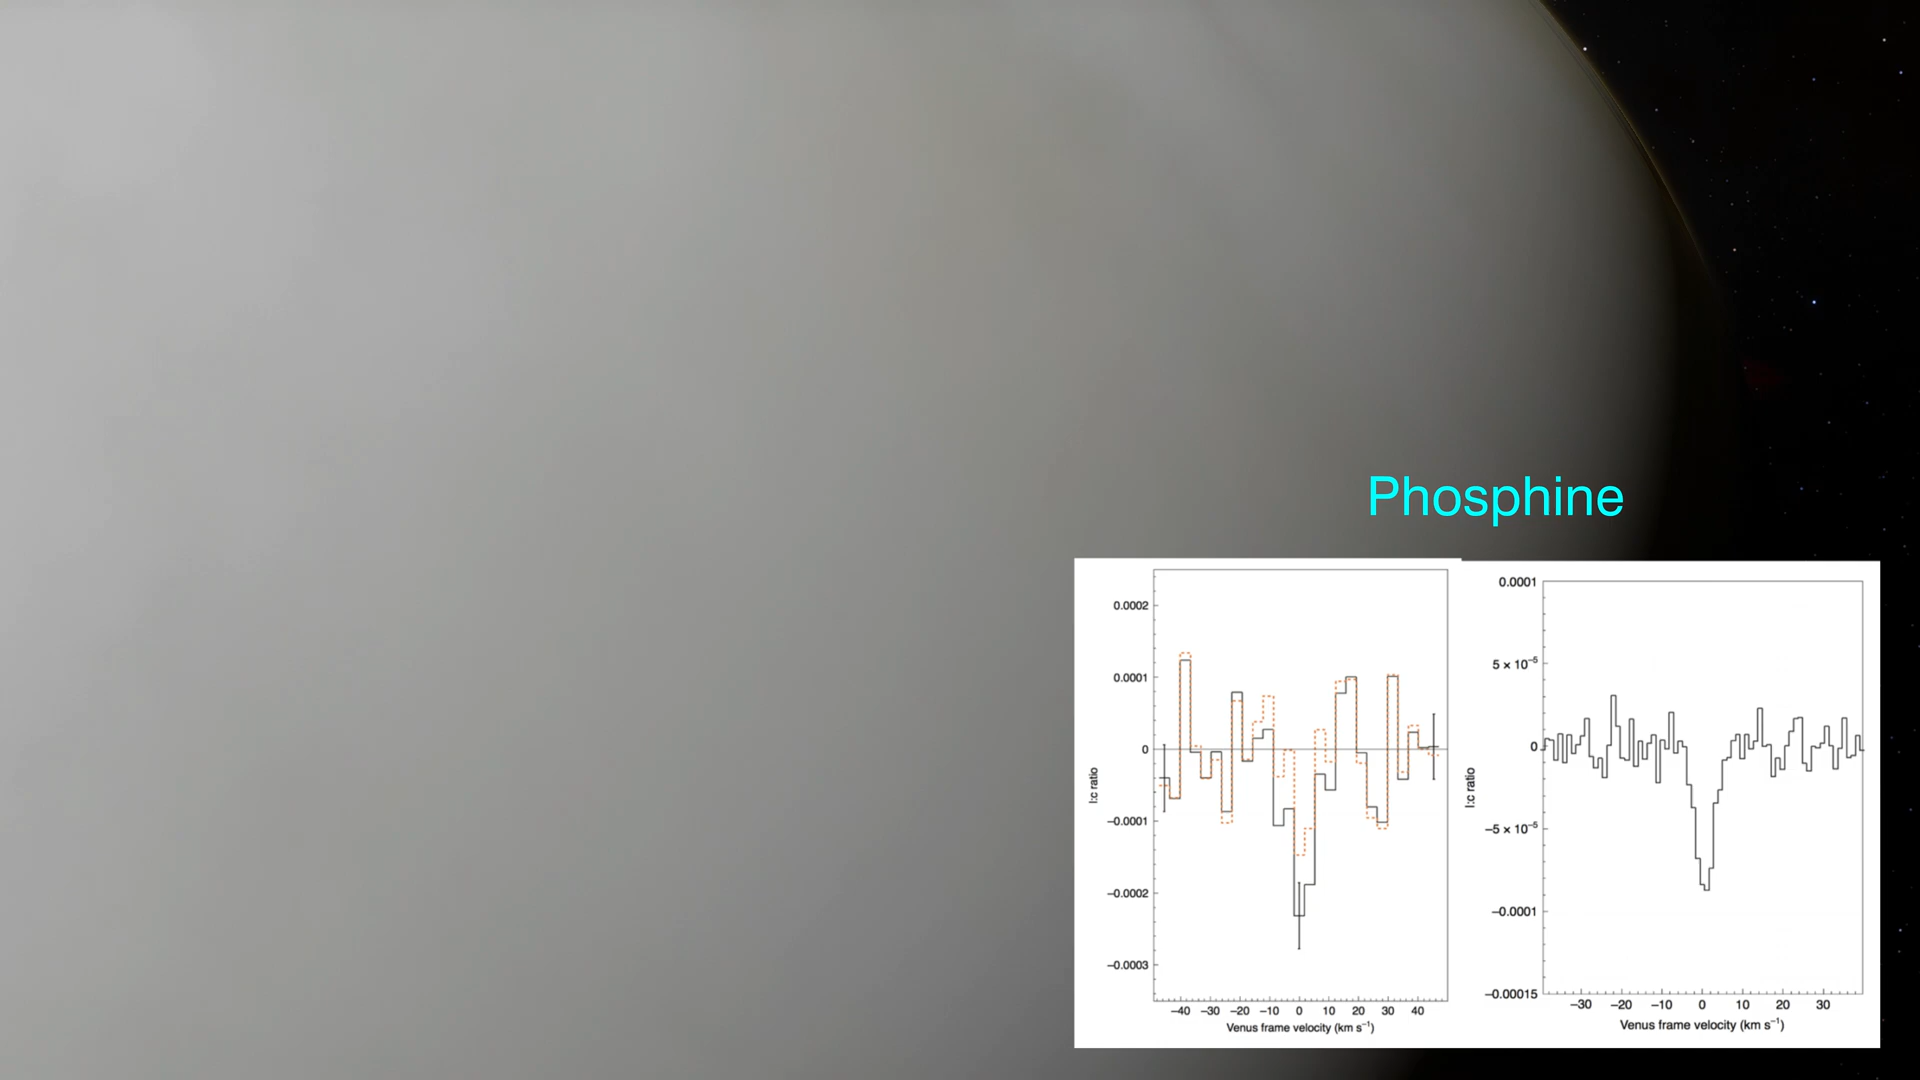 Phosphine
0.0002
0.0001
0
−0.0001
−0.0002
−0.0003
l:c ratio
−40 −30 −20 −10 0 10 20 30 40
Venus frame velocity (km s⁻¹)
0.0001
5 × 10⁻⁵
0
−5 × 10⁻⁵
−0.0001
−0.00015
l:c ratio
−30 −20 −10 0 10 20 30
Venus frame velocity (km s⁻¹)